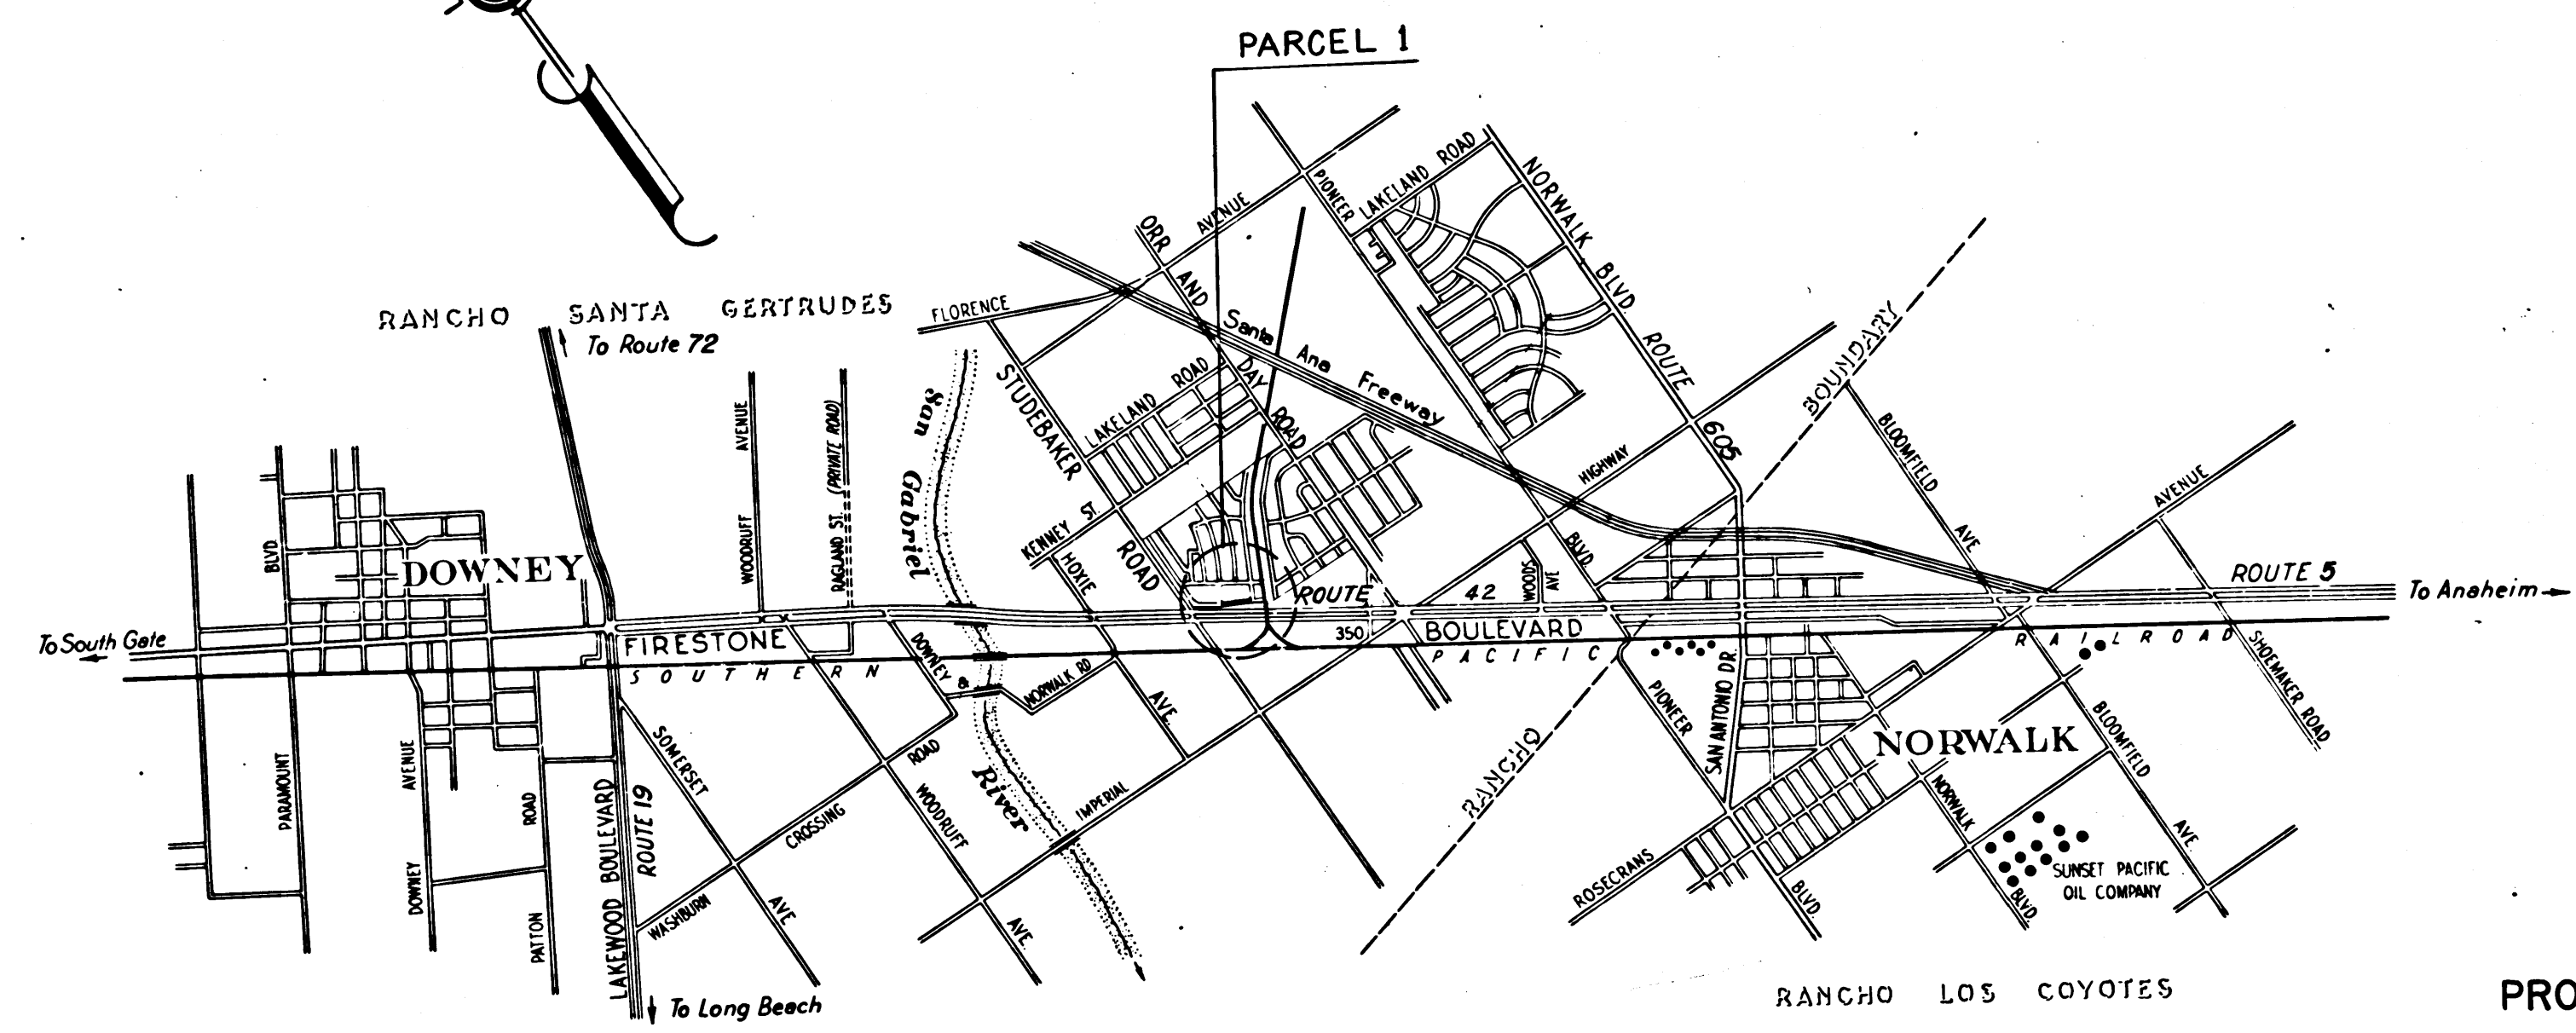 PARCEL 1
RANCHO SANTA GERTRUDES
To Route 72
FLORENCE AVENUE
ORR AND DAY ROAD
PIONEER BLVD.
LAKELAND ROAD
NORWALK BLVD. ROUTE 605
Santa Ana Freeway
BOUNDARY
STUDEBAKER ROAD
LAKELAND ROAD
San Gabriel River
WOODRUFF AVENUE
RAGLAND ST. (PRIVATE ROAD)
KENNEY ST.
HOXIE AVE.
HIGHWAY
BLOOMFIELD AVE
AVENUE
BLVD.
DOWNEY
WOODS AVE
ROUTE 42
ROUTE 5
To Anaheim
To South Gate
FIRESTONE BOULEVARD
350
SOUTHERN PACIFIC RAILROAD
DOWNEY & NORWALK RD
SHOEMAKER ROAD
PIONEER BLVD.
SAN ANTONIO DR.
NORWALK
BLOOMFIELD AVE.
RANCHO
PARAMOUNT
DOWNEY AVENUE
PATTON ROAD
LAKEWOOD BOULEVARD
ROUTE 19
SOMERSET AVE
WASHBURN CROSSING ROAD
WOODRUFF AVE.
IMPERIAL
ROSECRANS
NORWALK BLVD.
SUNSET PACIFIC
OIL COMPANY
To Long Beach
RANCHO LOS COYOTES
PRO